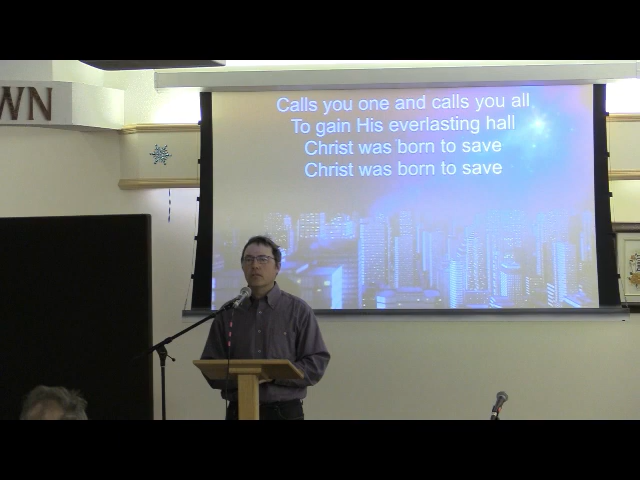 WN
Calls you one and calls you all
To gain His everlasting hall
Christ was born to save
Christ was born to save